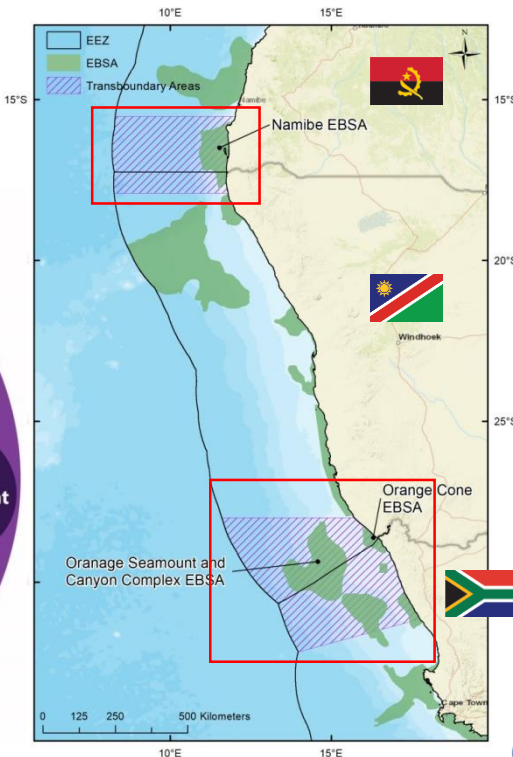 10°E
15°E
EEZ
EBSA
Transboundary Areas
15°S
15°S
Namibe
Namibe EBSA
20°S
20°S
Windhoek
25°S
25°S
Orange Cone
EBSA
Oranage Seamount and
Canyon Complex EBSA
Cape Town
0 125 250 500 Kilometers
10°E
15°E